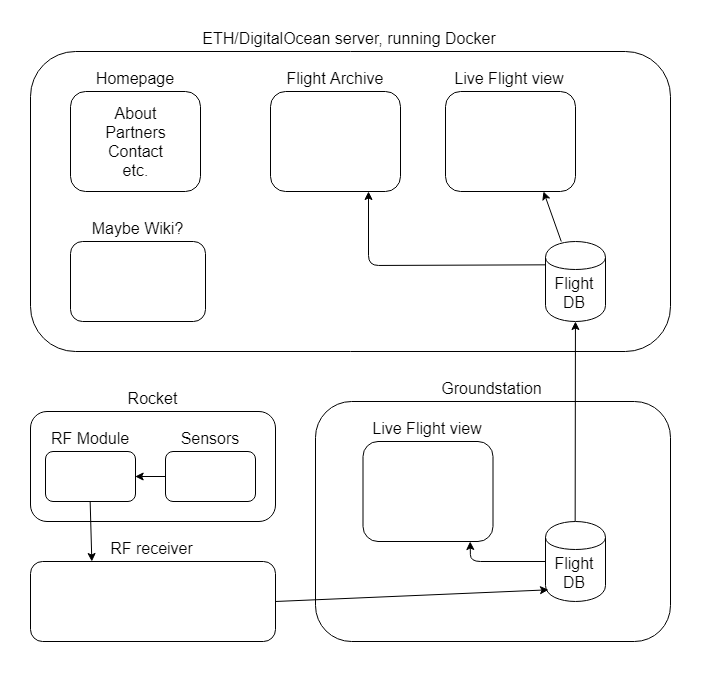 ETH/DigitalOcean server, running Docker
Homepage
Flight Archive
Live Flight view
About
Partners
Contact
etc.
Maybe Wiki?
Flight
DB
Rocket
Groundstation
RF Module
Sensors
Live Flight view
RF receiver
Flight
DB